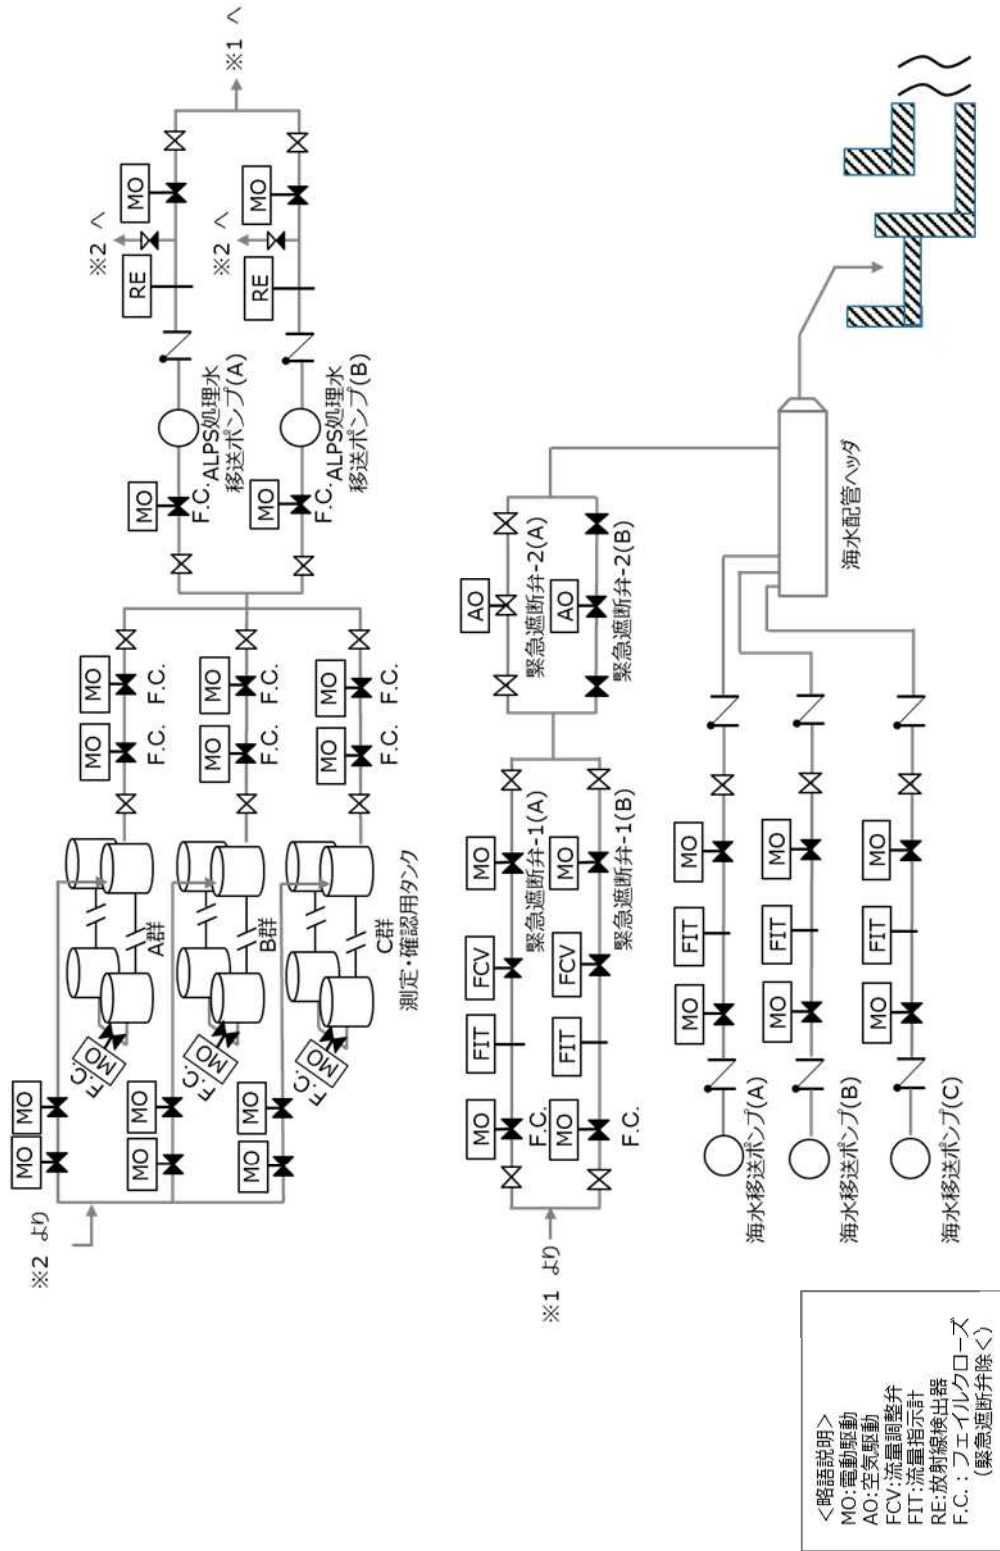 ※2 より
MO
MO
MO
MO
MO
MO
F.C.
MO
F.C.
MO
F.C.
MO
A群
B群
C群
測定・確認用タンク
MO
MO
F.C.
F.C.
MO
MO
F.C.
F.C.
MO
MO
F.C.
F.C.
MO
F.C.
ALPS処理水
移送ポンプ(A)
RE
※2 へ
MO
MO
F.C.
ALPS処理水
移送ポンプ(B)
RE
※2 へ
MO
※1 へ
※1 より
MO
F.C.
FIT
FCV
MO
緊急遮断弁-1(A)
MO
F.C.
FIT
FCV
MO
緊急遮断弁-1(B)
AO
緊急遮断弁-2(A)
AO
緊急遮断弁-2(B)
海水移送ポンプ(A)
MO
FIT
MO
海水移送ポンプ(B)
MO
FIT
MO
海水移送ポンプ(C)
MO
FIT
MO
海水配管ヘッダ
<略語説明>
MO:電動駆動
AO:空気駆動
FCV:流量調整弁
FIT:流量指示計
RE:放射線検出器
F.C. : フェイルクローズ
(緊急遮断弁除く)